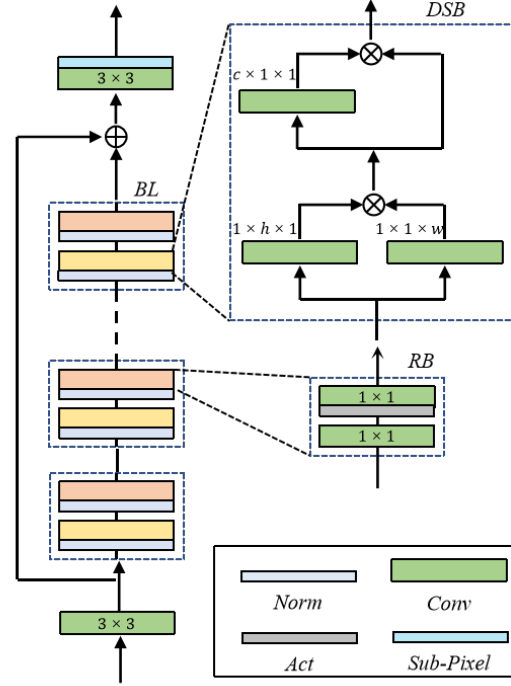 DSB
3 × 3
c × 1 × 1
BL
1 × h × 1
1 × 1 × w
RB
1 × 1
1 × 1
Norm
Conv
3 × 3
Act
Sub-Pixel